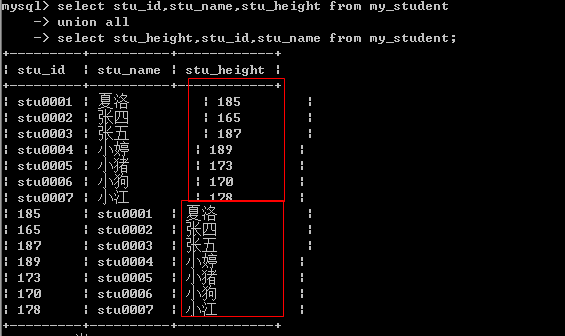 mysql> select stu_id,stu_name,stu_height from my_student
-> union all
-> select stu_height,stu_id,stu_name from my_student;
+----------+----------+------------+
| stu_id | stu_name | stu_height |
+----------+----------+------------+
| stu0001 | 夏洛 | 185 |
| stu0002 | 张四 | 165 |
| stu0003 | 张五 | 187 |
| stu0004 | 小婷 | 189 |
| stu0005 | 小猪 | 173 |
| stu0006 | 小狗 | 170 |
| stu0007 | 小江 | 178 |
| 185 | stu0001 | 夏洛 |
| 165 | stu0002 | 张四 |
| 187 | stu0003 | 张五 |
| 189 | stu0004 | 小婷 |
| 173 | stu0005 | 小猪 |
| 170 | stu0006 | 小狗 |
| 178 | stu0007 | 小江 |
+----------+----------+------------+